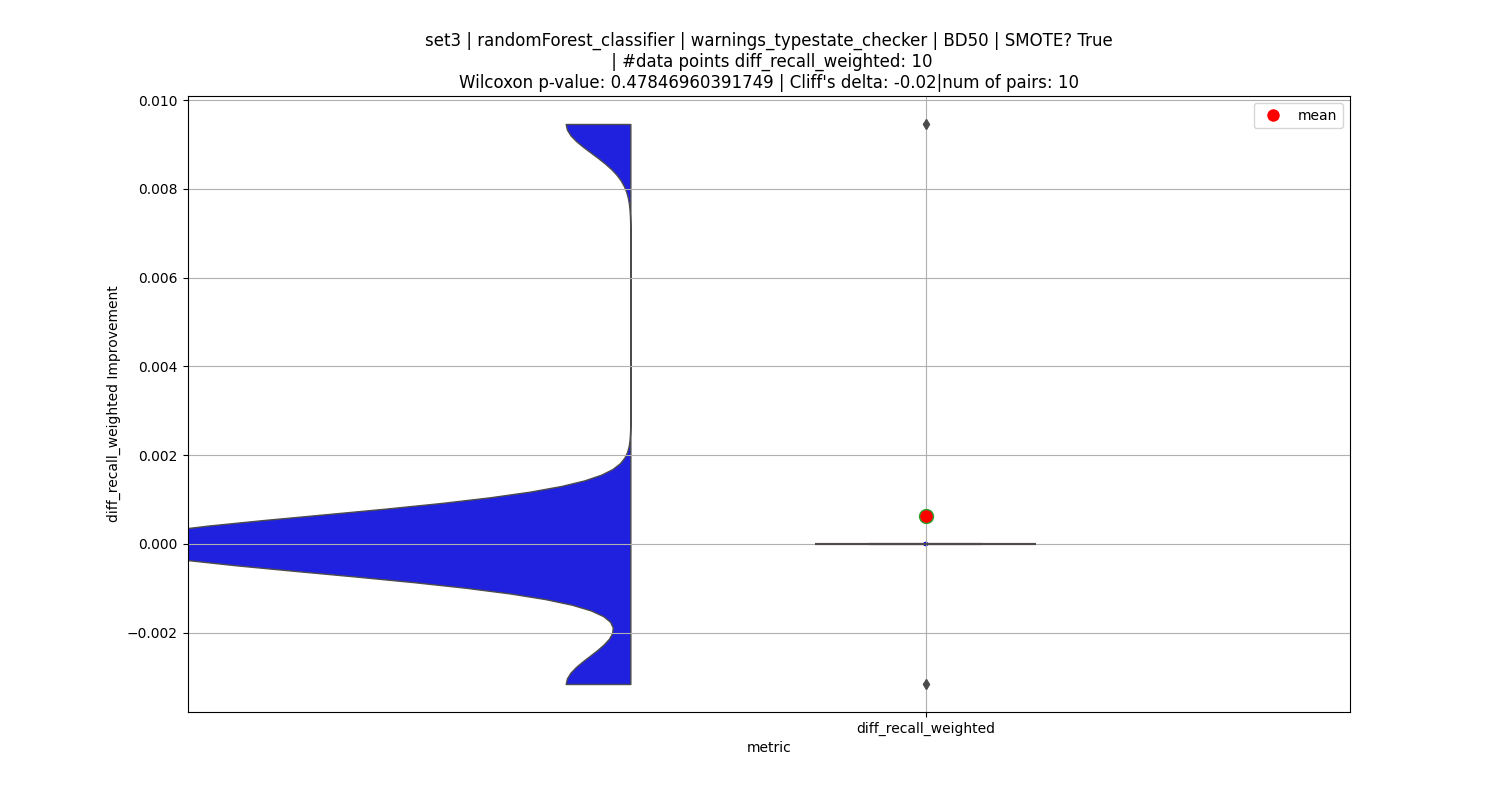 set3 | randomForest_classifier | warnings_typestate_checker | BD50 | SMOTE? True
| #data points diff_recall_weighted: 10
Wilcoxon p-value: 0.47846960391749 | Cliff's delta: -0.02|num of pairs: 10
mean
0.010
0.008
0.006
0.004
0.002
0.000
−0.002
diff_recall_weighted Improvement
diff_recall_weighted
metric